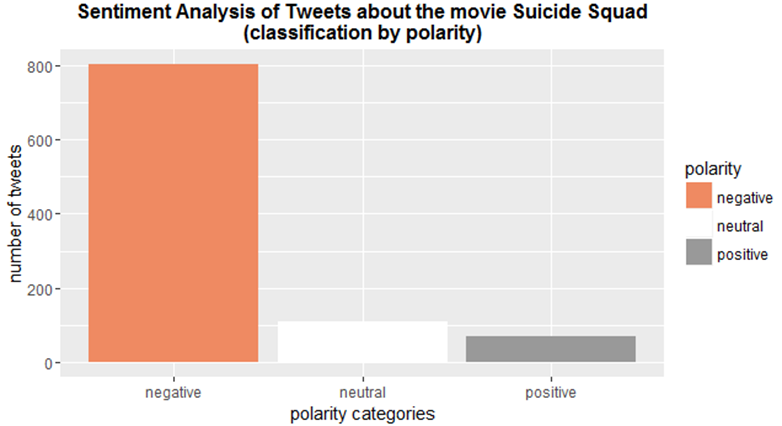 Sentiment Analysis of Tweets about the movie Suicide Squad
(classification by polarity)
800
600
400
200
0
number of tweets
negative
neutral
positive
polarity categories
polarity
negative
neutral
positive